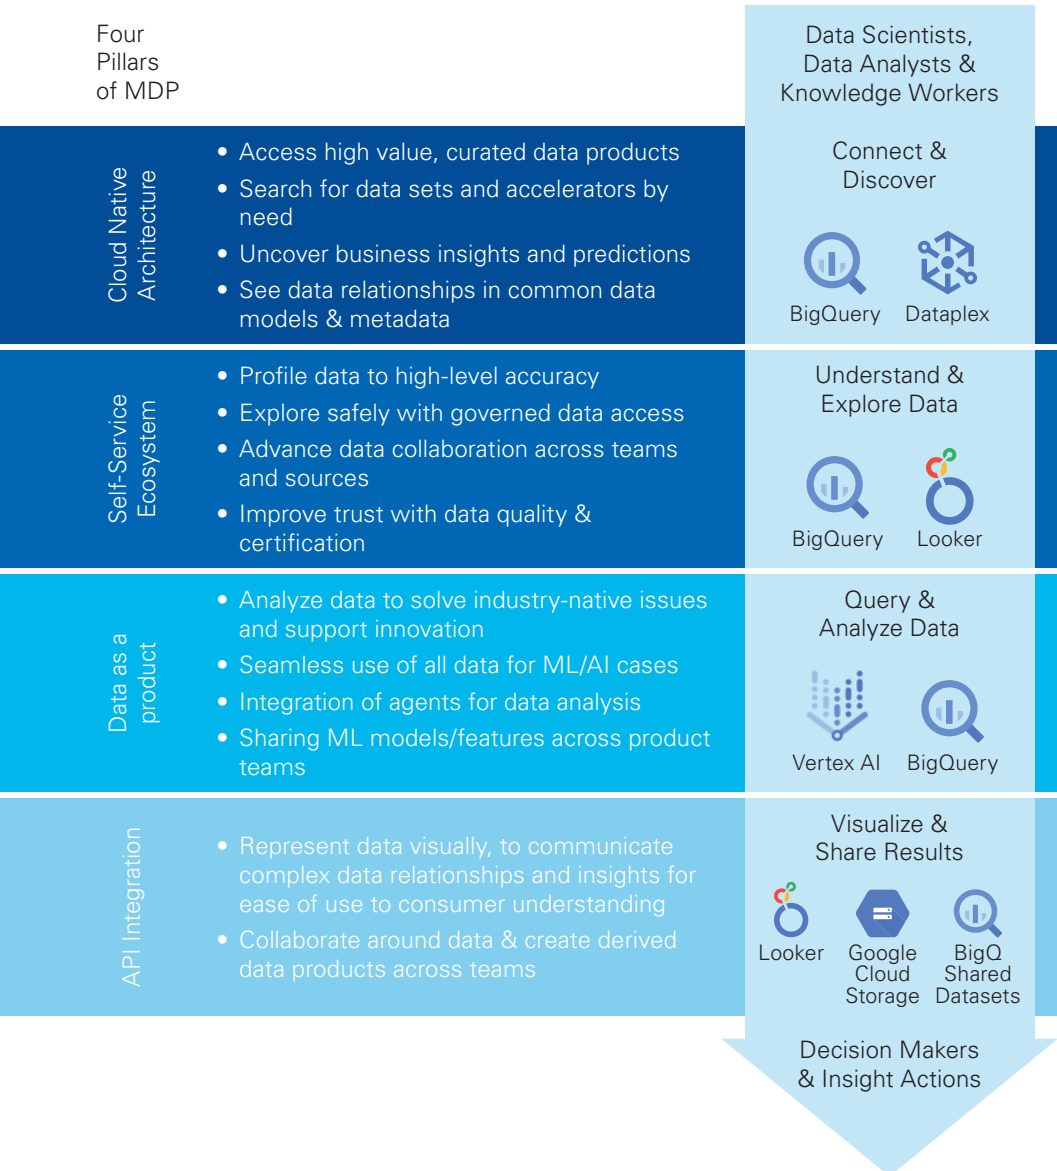 Four
Pillars
of MDP
Data Scientists,
Data Analysts &
Knowledge Workers
Cloud Native
Architecture
• Access high value, curated data products
• Search for data sets and accelerators by
need
• Uncover business insights and predictions
• See data relationships in common data
models & metadata
Connect &
Discover
BigQuery
Dataplex
Self-Service
Ecosystem
• Profile data to high-level accuracy
• Explore safely with governed data access
• Advance data collaboration across teams
and sources
• Improve trust with data quality &
certification
Understand &
Explore Data
BigQuery
Looker
Data as a
product
• Analyze data to solve industry-native issues
and support innovation
• Seamless use of all data for ML/AI cases
• Integration of agents for data analysis
• Sharing ML models/features across product
teams
Query &
Analyze Data
Vertex AI
BigQuery
API Integration
• Represent data visually, to communicate
complex data relationships and insights for
ease of use to consumer understanding
• Collaborate around data & create derived
data products across teams
Visualize &
Share Results
Looker
Google
Cloud
Storage
BigQ
Shared
Datasets
Decision Makers
& Insight Actions